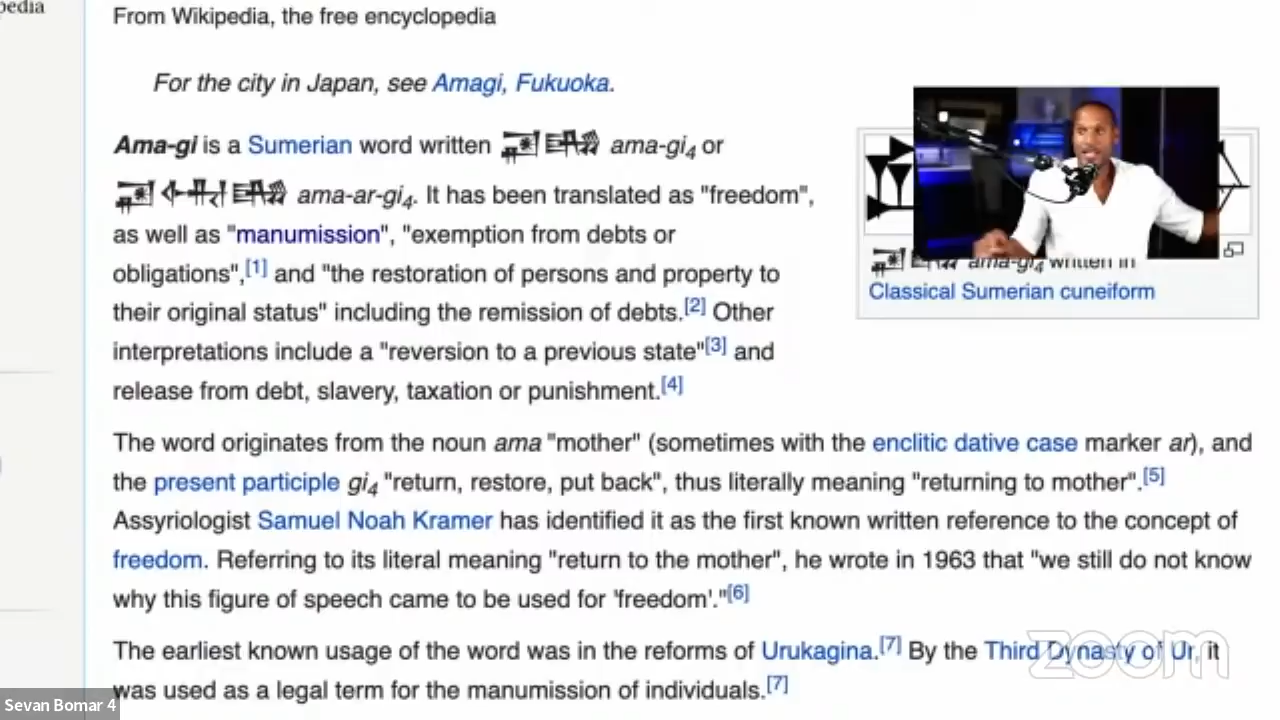 pedia
From Wikipedia, the free encyclopedia
For the city in Japan, see Amagi, Fukuoka.
Ama-gi is a Sumerian word written ama-gi4 or
ama-ar-gi4. It has been translated as "freedom",
as well as "manumission", "exemption from debts or
obligations",[1] and "the restoration of persons and property to
their original status" including the remission of debts.[2] Other
interpretations include a "reversion to a previous state"[3] and
release from debt, slavery, taxation or punishment.[4]
ama-gi4 written in
Classical Sumerian cuneiform
The word originates from the noun ama "mother" (sometimes with the enclitic dative case marker ar), and
the present participle gi4 "return, restore, put back", thus literally meaning "returning to mother".[5]
Assyriologist Samuel Noah Kramer has identified it as the first known written reference to the concept of
freedom. Referring to its literal meaning "return to the mother", he wrote in 1963 that "we still do not know
why this figure of speech came to be used for 'freedom'."[6]
The earliest known usage of the word was in the reforms of Urukagina.[7] By the Third Dynasty of Ur, it
was used as a legal term for the manumission of individuals.[7]
zoom
Sevan Bomar 4